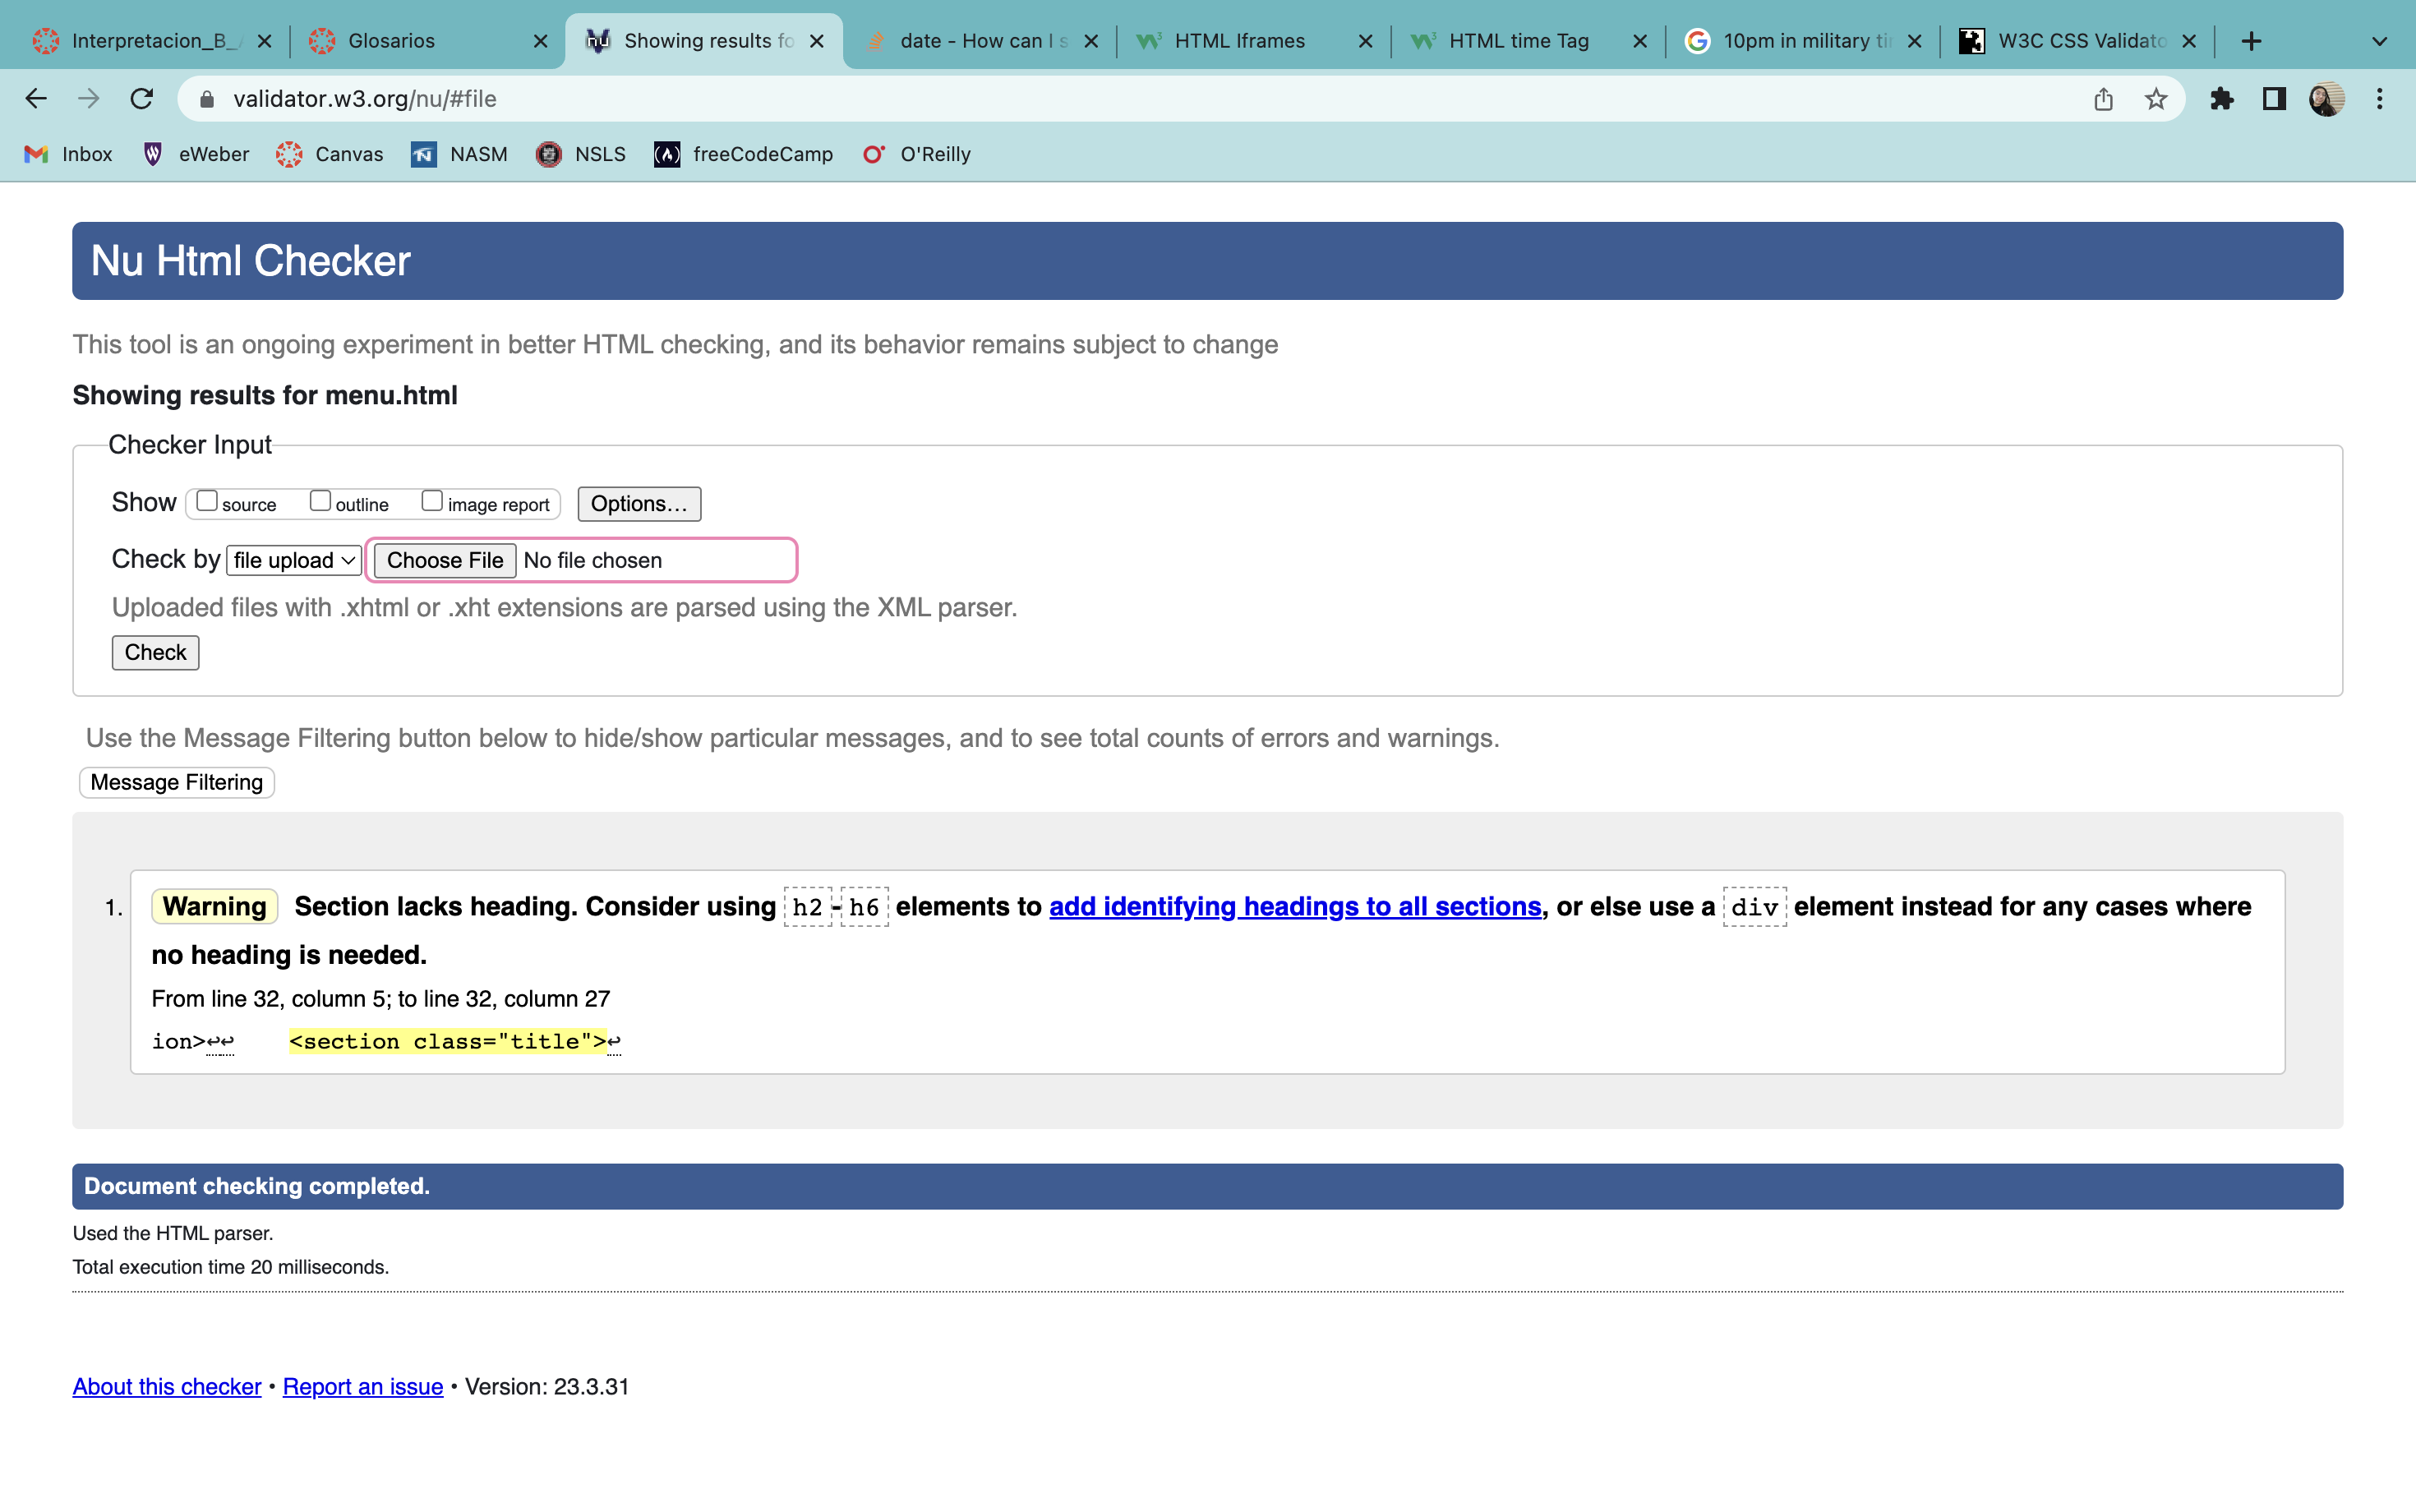 Interpretacion_B_
Glosarios
Showing results fo
date - How can I s
HTML Iframes
HTML time Tag
10pm in military ti
W3C CSS Validato
validator.w3.org/nu/#file
Inbox
eWeber
Canvas
NASM
NSLS
freeCodeCamp
O'Reilly
Nu Html Checker
This tool is an ongoing experiment in better HTML checking, and its behavior remains subject to change
Showing results for menu.html
Checker Input
Show source outline image report Options...
Check by file upload Choose File No file chosen
Uploaded files with .xhtml or .xht extensions are parsed using the XML parser.
Check
Use the Message Filtering button below to hide/show particular messages, and to see total counts of errors and warnings.
Message Filtering
1. Warning Section lacks heading. Consider using h2-h6 elements to add identifying headings to all sections, or else use a div element instead for any cases where
no heading is needed.
From line 32, column 5; to line 32, column 27
ion>↩↩ <section class="title">↩
Document checking completed.
Used the HTML parser.
Total execution time 20 milliseconds.
About this checker • Report an issue • Version: 23.3.31